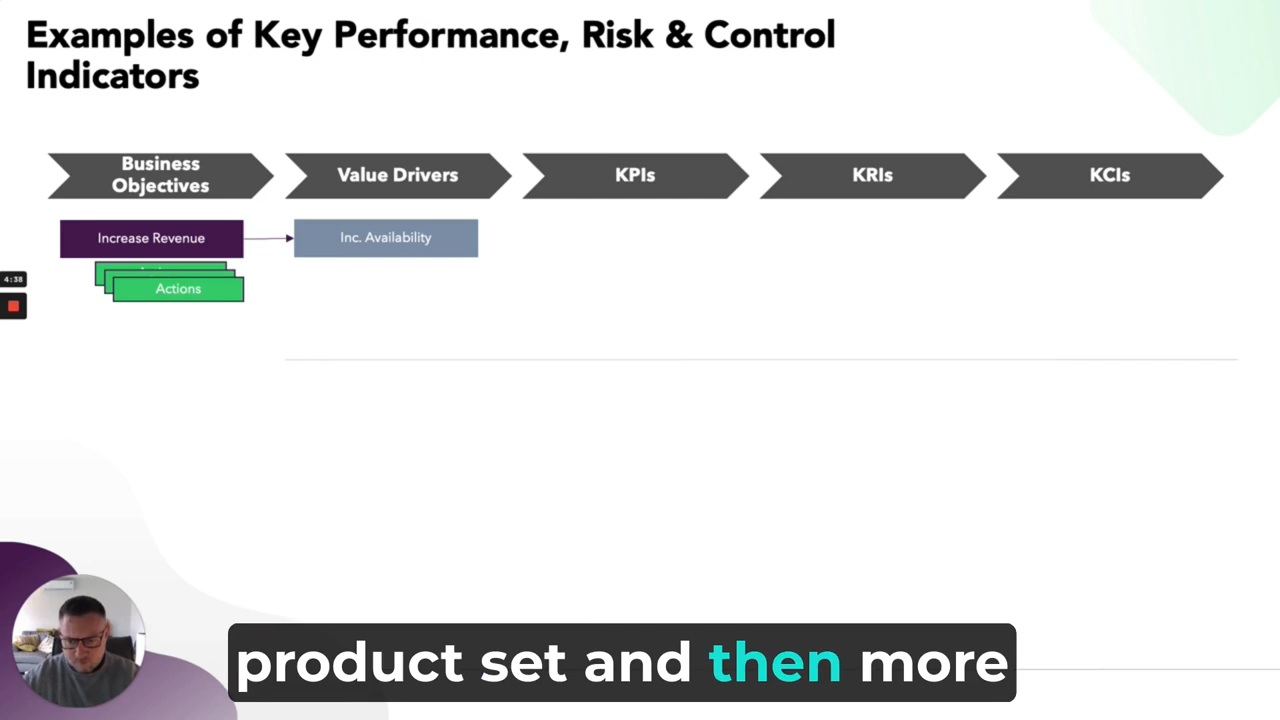 Examples of Key Performance, Risk & Control
Indicators
Business
Objectives
Value Drivers
KPIs
KRIs
KCIs
Increase Revenue
Inc. Availability
4:38
Actions
product set and then more